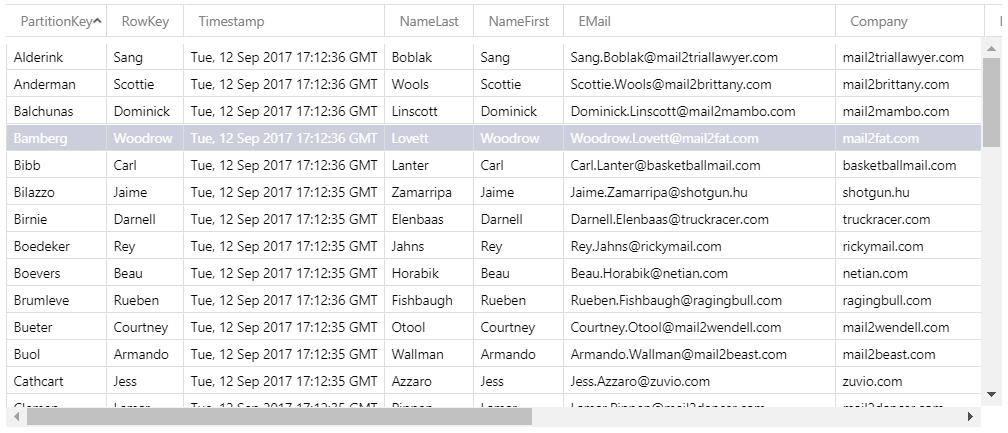 PartitionKey RowKey Timestamp NameLast NameFirst EMail Company
Alderink Sang Tue, 12 Sep 2017 17:12:36 GMT Boblak Sang Sang.Boblak@mail2triallawyer.com mail2triallawyer.com
Anderman Scottie Tue, 12 Sep 2017 17:12:36 GMT Wools Scottie Scottie.Wools@mail2brittany.com mail2brittany.com
Balchunas Dominick Tue, 12 Sep 2017 17:12:36 GMT Linscott Dominick Dominick.Linscott@mail2mambo.com mail2mambo.com
Bamberg Woodrow Tue, 12 Sep 2017 17:12:36 GMT Lovett Woodrow Woodrow.Lovett@mail2fat.com mail2fat.com
Bibb Carl Tue, 12 Sep 2017 17:12:36 GMT Lanter Carl Carl.Lanter@basketballmail.com basketballmail.com
Bilazzo Jaime Tue, 12 Sep 2017 17:12:36 GMT Zamarripa Jaime Jaime.Zamarripa@shotgun.hu shotgun.hu
Birnie Darnell Tue, 12 Sep 2017 17:12:35 GMT Elenbaas Darnell Darnell.Elenbaas@truckracer.com truckracer.com
Boedeker Rey Tue, 12 Sep 2017 17:12:35 GMT Jahns Rey Rey.Jahns@rickymail.com rickymail.com
Boevers Beau Tue, 12 Sep 2017 17:12:35 GMT Horabik Beau Beau.Horabik@netian.com netian.com
Brumleve Rueben Tue, 12 Sep 2017 17:12:36 GMT Fishbaugh Rueben Rueben.Fishbaugh@ragingbull.com ragingbull.com
Bueter Courtney Tue, 12 Sep 2017 17:12:35 GMT Otool Courtney Courtney.Otool@mail2wendell.com mail2wendell.com
Buol Armando Tue, 12 Sep 2017 17:12:35 GMT Wallman Armando Armando.Wallman@mail2beast.com mail2beast.com
Cathcart Jess Tue, 12 Sep 2017 17:12:35 GMT Azzaro Jess Jess.Azzaro@zuvio.com zuvio.com